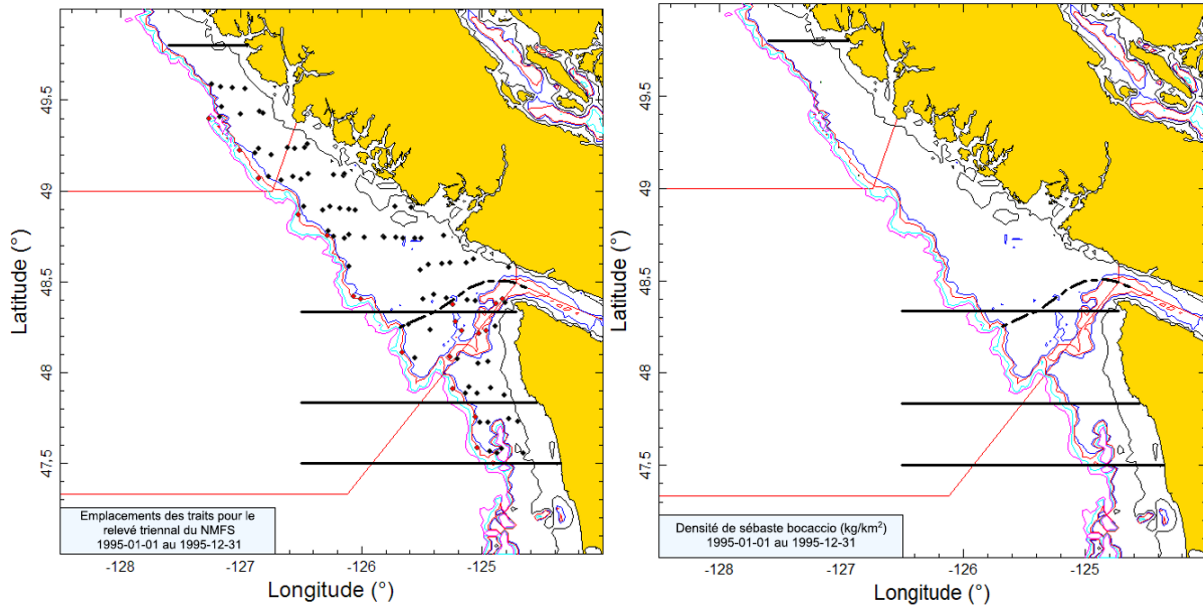 49.5
49
48.5
48
47.5
Latitude (°)
-128
-127
-126
-125
-124
Longitude (°)
Emplacements des traits pour le
relevé triennal du NMFS
1995-01-01 au 1995-12-31
49.5
49
48.5
48
47.5
Latitude (°)
-128
-127
-126
-125
-124
Longitude (°)
Densité de sébaste bocaccio (kg/km²)
1995-01-01 au 1995-12-31